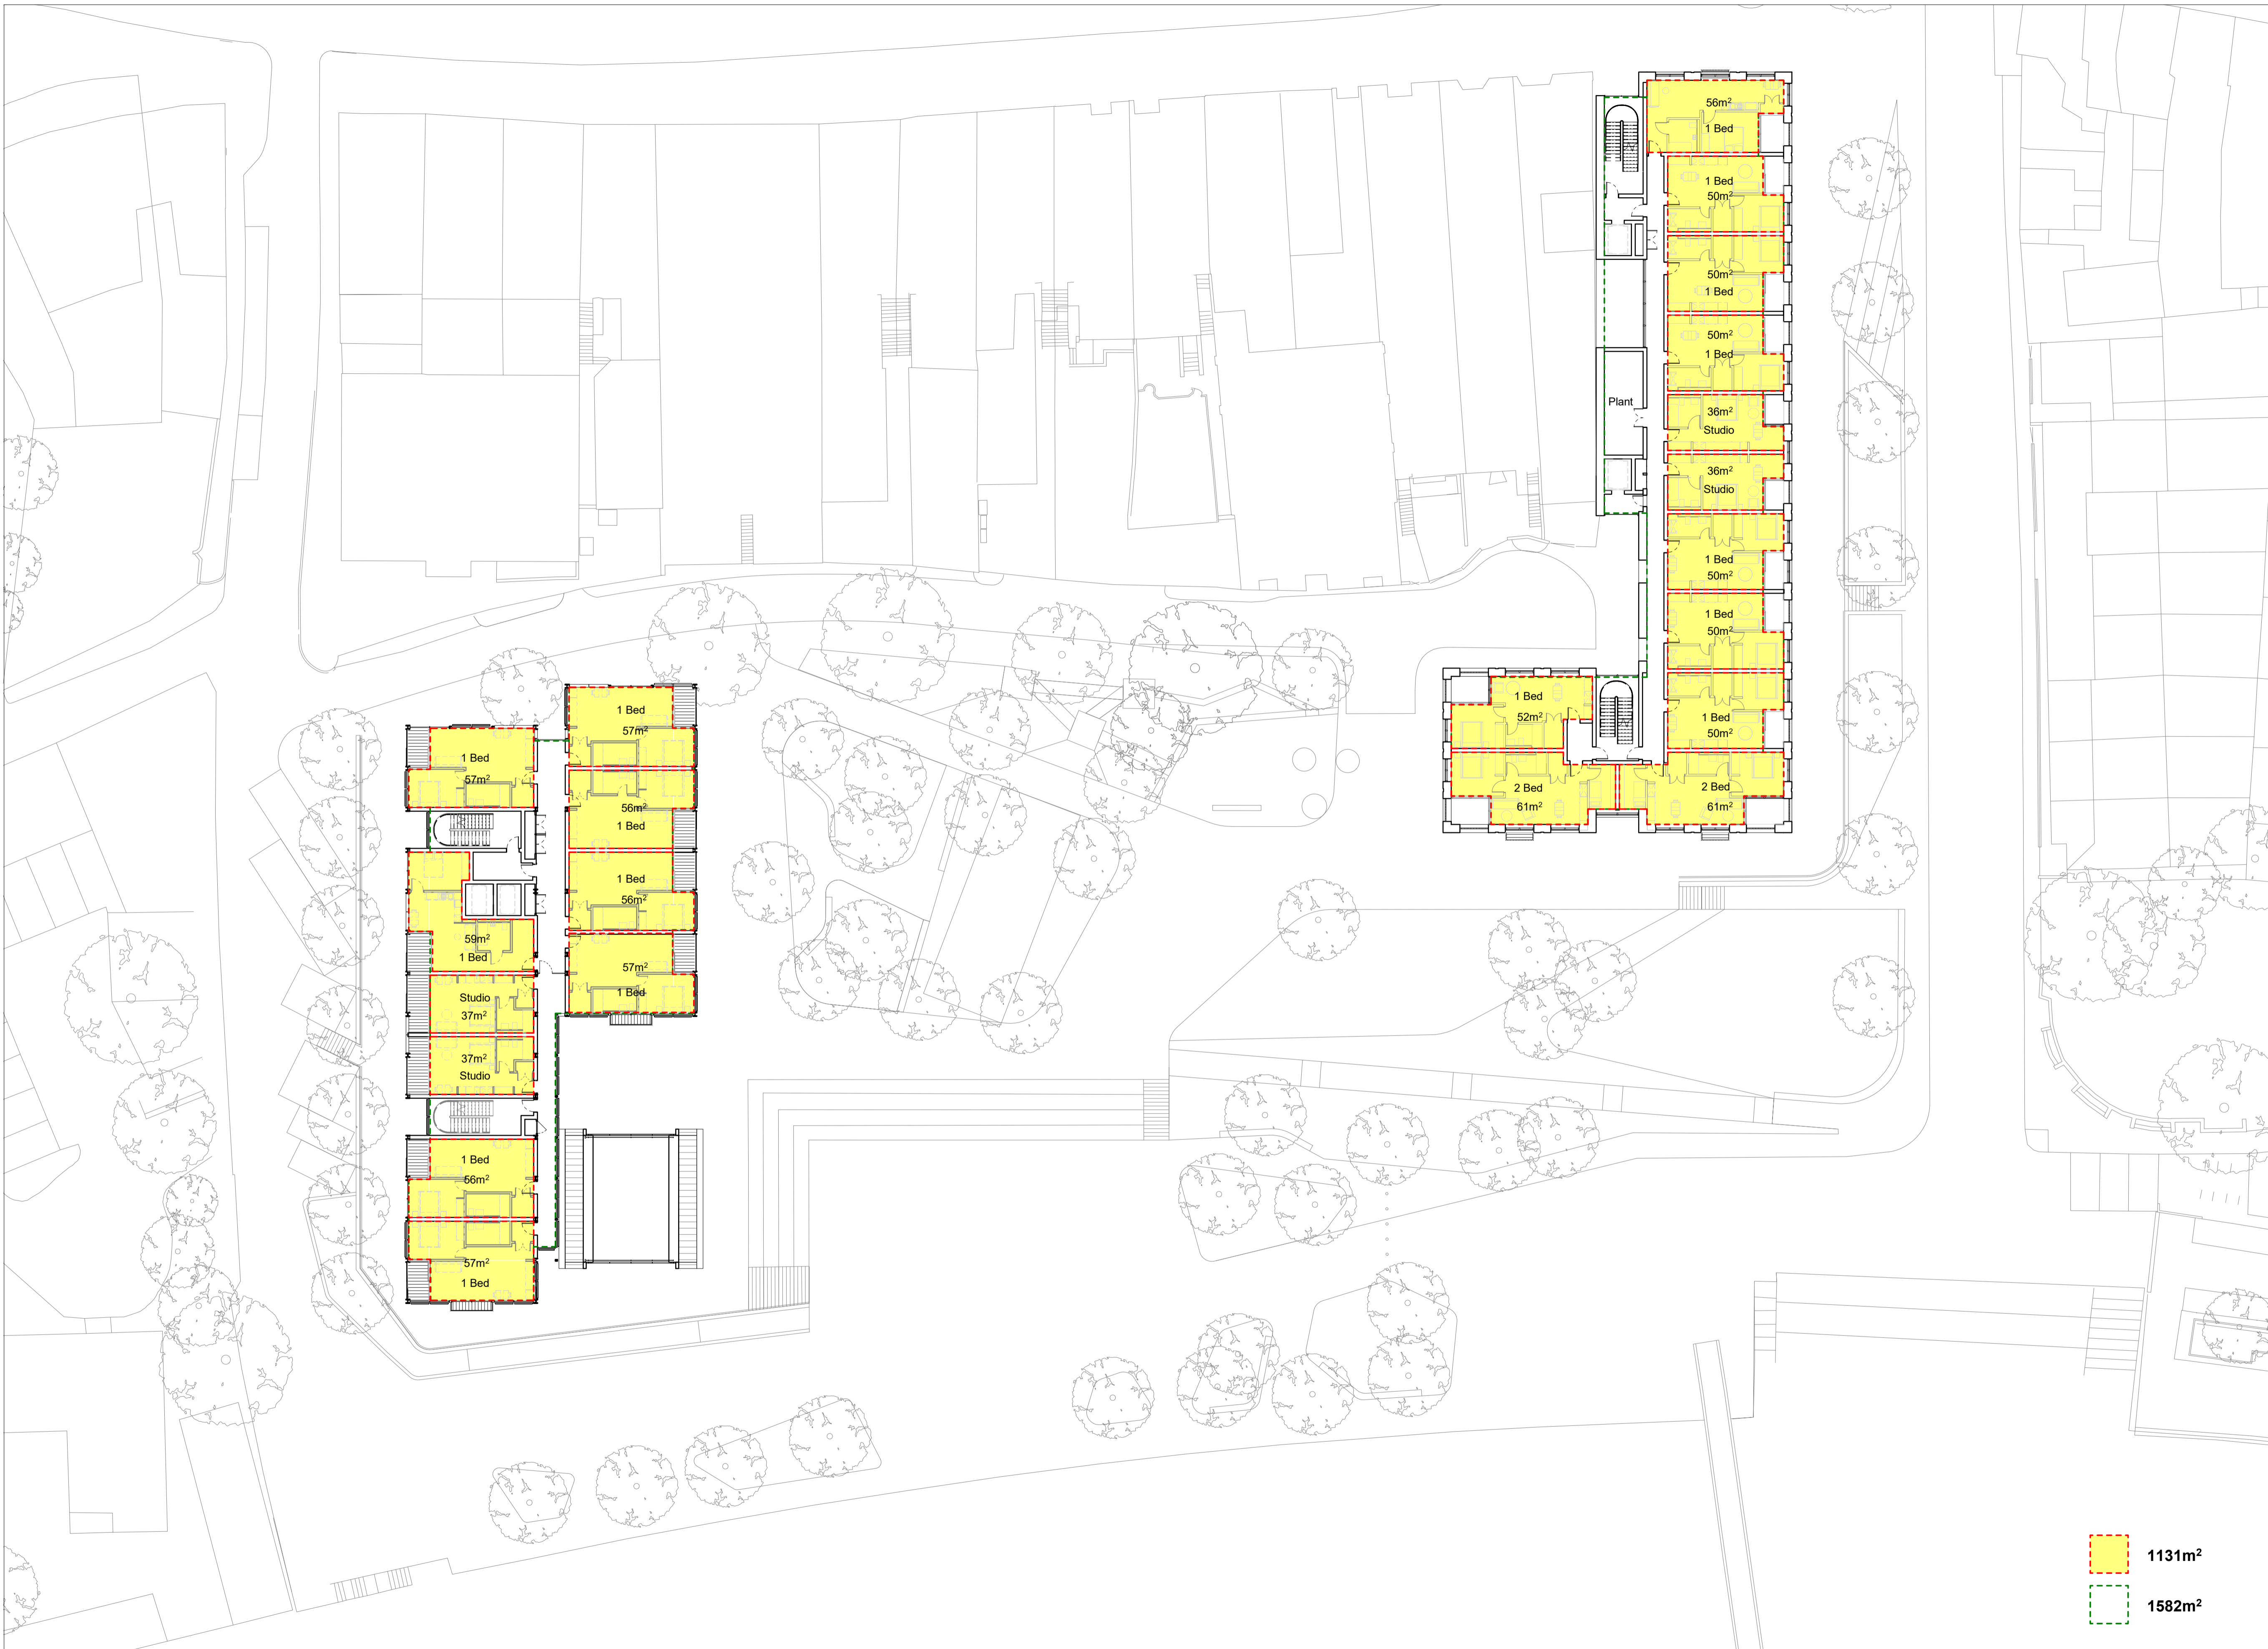 56m²
1 Bed
1 Bed
50m²
50m²
1 Bed
50m²
1 Bed
Plant
36m²
Studio
36m²
Studio
1 Bed
50m²
1 Bed
50m²
1 Bed
52m²
1 Bed
50m²
2 Bed
61m²
2 Bed
61m²
1 Bed
57m²
1 Bed
57m²
56m²
1 Bed
1 Bed
56m²
59m²
1 Bed
57m²
1 Bed
Studio
37m²
37m²
Studio
1 Bed
56m²
57m²
1 Bed
1131m²
1582m²